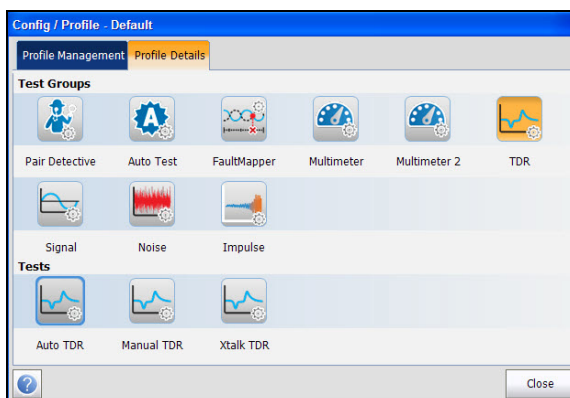 Config / Profile - Default
Profile Management Profile Details
Test Groups
A
Pair Detective Auto Test FaultMapper Multimeter Multimeter 2 TDR
Signal Noise Impulse
Tests
Auto TDR Manual TDR Xtalk TDR
? Close